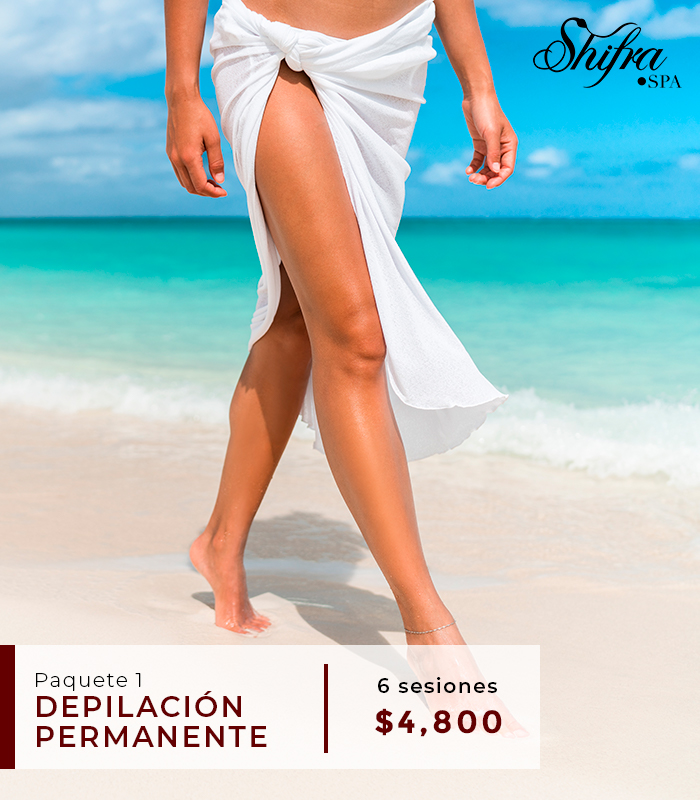 Shifra
•SPA
Paquete 1
DEPILACIÓN
PERMANENTE
6 sesiones
$4,800